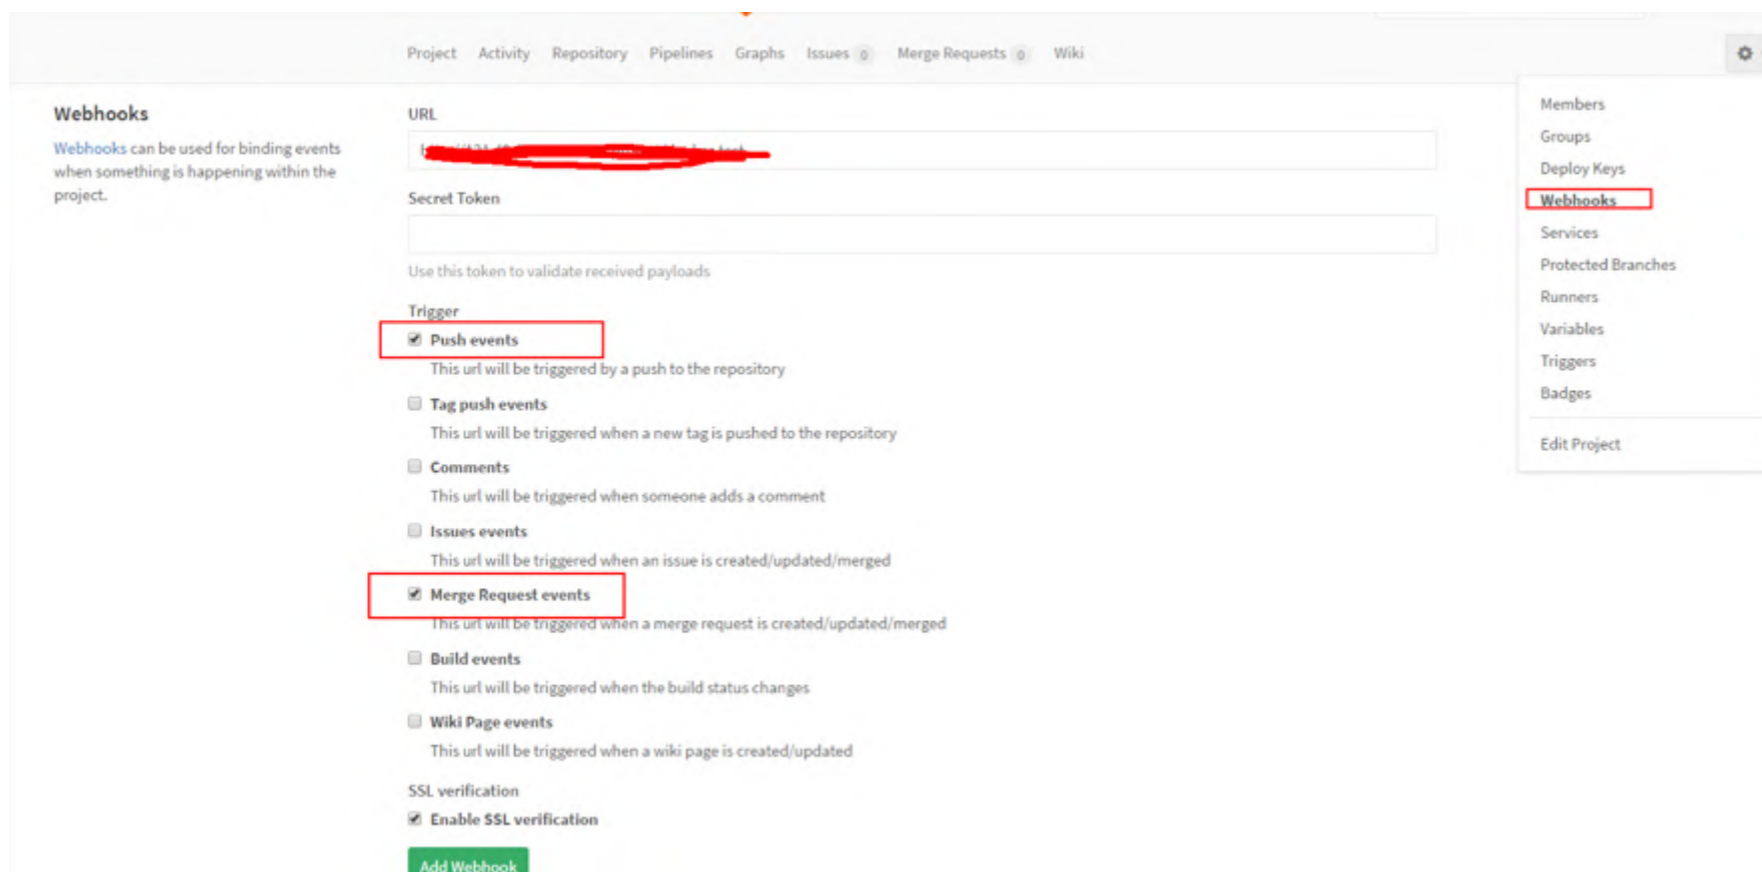 Project Activity Repository Pipelines Graphs Issues 0 Merge Requests 0 Wiki
Webhooks
Webhooks can be used for binding events
when something is happening within the
project.
URL
Secret Token
Use this token to validate received payloads
Trigger
Push events
This url will be triggered by a push to the repository
Tag push events
This url will be triggered when a new tag is pushed to the repository
Comments
This url will be triggered when someone adds a comment
Issues events
This url will be triggered when an issue is created/updated/merged
Merge Request events
This url will be triggered when a merge request is created/updated/merged
Build events
This url will be triggered when the build status changes
Wiki Page events
This url will be triggered when a wiki page is created/updated
SSL verification
Enable SSL verification
Add Webhook
Members
Groups
Deploy Keys
Webhooks
Services
Protected Branches
Runners
Variables
Triggers
Badges
Edit Project